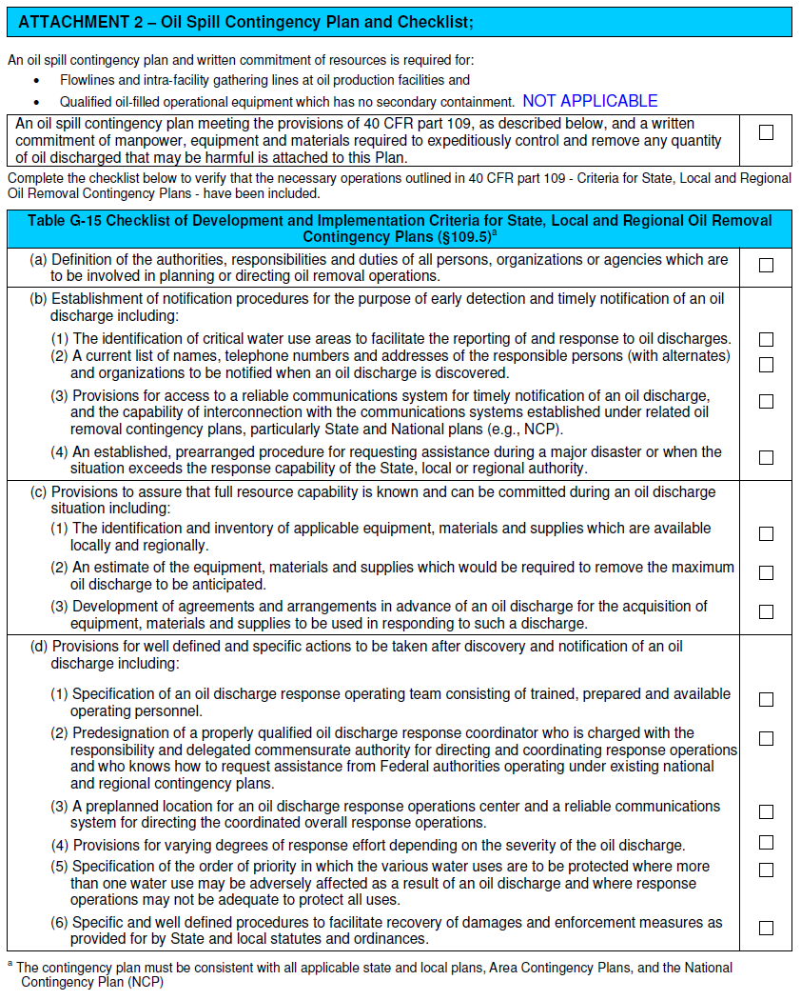 ATTACHMENT 2 – Oil Spill Contingency Plan and Checklist;
An oil spill contingency plan and written commitment of resources is required for:
• Flowlines and intra-facility gathering lines at oil production facilities and
• Qualified oil-filled operational equipment which has no secondary containment. NOT APPLICABLE
An oil spill contingency plan meeting the provisions of 40 CFR part 109, as described below, and a written
commitment of manpower, equipment and materials required to expeditiously control and remove any quantity
of oil discharged that may be harmful is attached to this Plan.
Complete the checklist below to verify that the necessary operations outlined in 40 CFR part 109 - Criteria for State, Local and Regional
Oil Removal Contingency Plans - have been included.
Table G-15 Checklist of Development and Implementation Criteria for State, Local and Regional Oil Removal
Contingency Plans (§109.5)a
(a) Definition of the authorities, responsibilities and duties of all persons, organizations or agencies which are
to be involved in planning or directing oil removal operations.
(b) Establishment of notification procedures for the purpose of early detection and timely notification of an oil
discharge including:
(1) The identification of critical water use areas to facilitate the reporting of and response to oil discharges.
(2) A current list of names, telephone numbers and addresses of the responsible persons (with alternates)
and organizations to be notified when an oil discharge is discovered.
(3) Provisions for access to a reliable communications system for timely notification of an oil discharge,
and the capability of interconnection with the communications systems established under related oil
removal contingency plans, particularly State and National plans (e.g., NCP).
(4) An established, prearranged procedure for requesting assistance during a major disaster or when the
situation exceeds the response capability of the State, local or regional authority.
(c) Provisions to assure that full resource capability is known and can be committed during an oil discharge
situation including:
(1) The identification and inventory of applicable equipment, materials and supplies which are available
locally and regionally.
(2) An estimate of the equipment, materials and supplies which would be required to remove the maximum
oil discharge to be anticipated.
(3) Development of agreements and arrangements in advance of an oil discharge for the acquisition of
equipment, materials and supplies to be used in responding to such a discharge.
(d) Provisions for well defined and specific actions to be taken after discovery and notification of an oil
discharge including:
(1) Specification of an oil discharge response operating team consisting of trained, prepared and available
operating personnel.
(2) Predesignation of a properly qualified oil discharge response coordinator who is charged with the
responsibility and delegated commensurate authority for directing and coordinating response operations
and who knows how to request assistance from Federal authorities operating under existing national
and regional contingency plans.
(3) A preplanned location for an oil discharge response operations center and a reliable communications
system for directing the coordinated overall response operations.
(4) Provisions for varying degrees of response effort depending on the severity of the oil discharge.
(5) Specification of the order of priority in which the various water uses are to be protected where more
than one water use may be adversely affected as a result of an oil discharge and where response
operations may not be adequate to protect all uses.
(6) Specific and well defined procedures to facilitate recovery of damages and enforcement measures as
provided for by State and local statutes and ordinances.
a The contingency plan must be consistent with all applicable state and local plans, Area Contingency Plans, and the National
Contingency Plan (NCP)